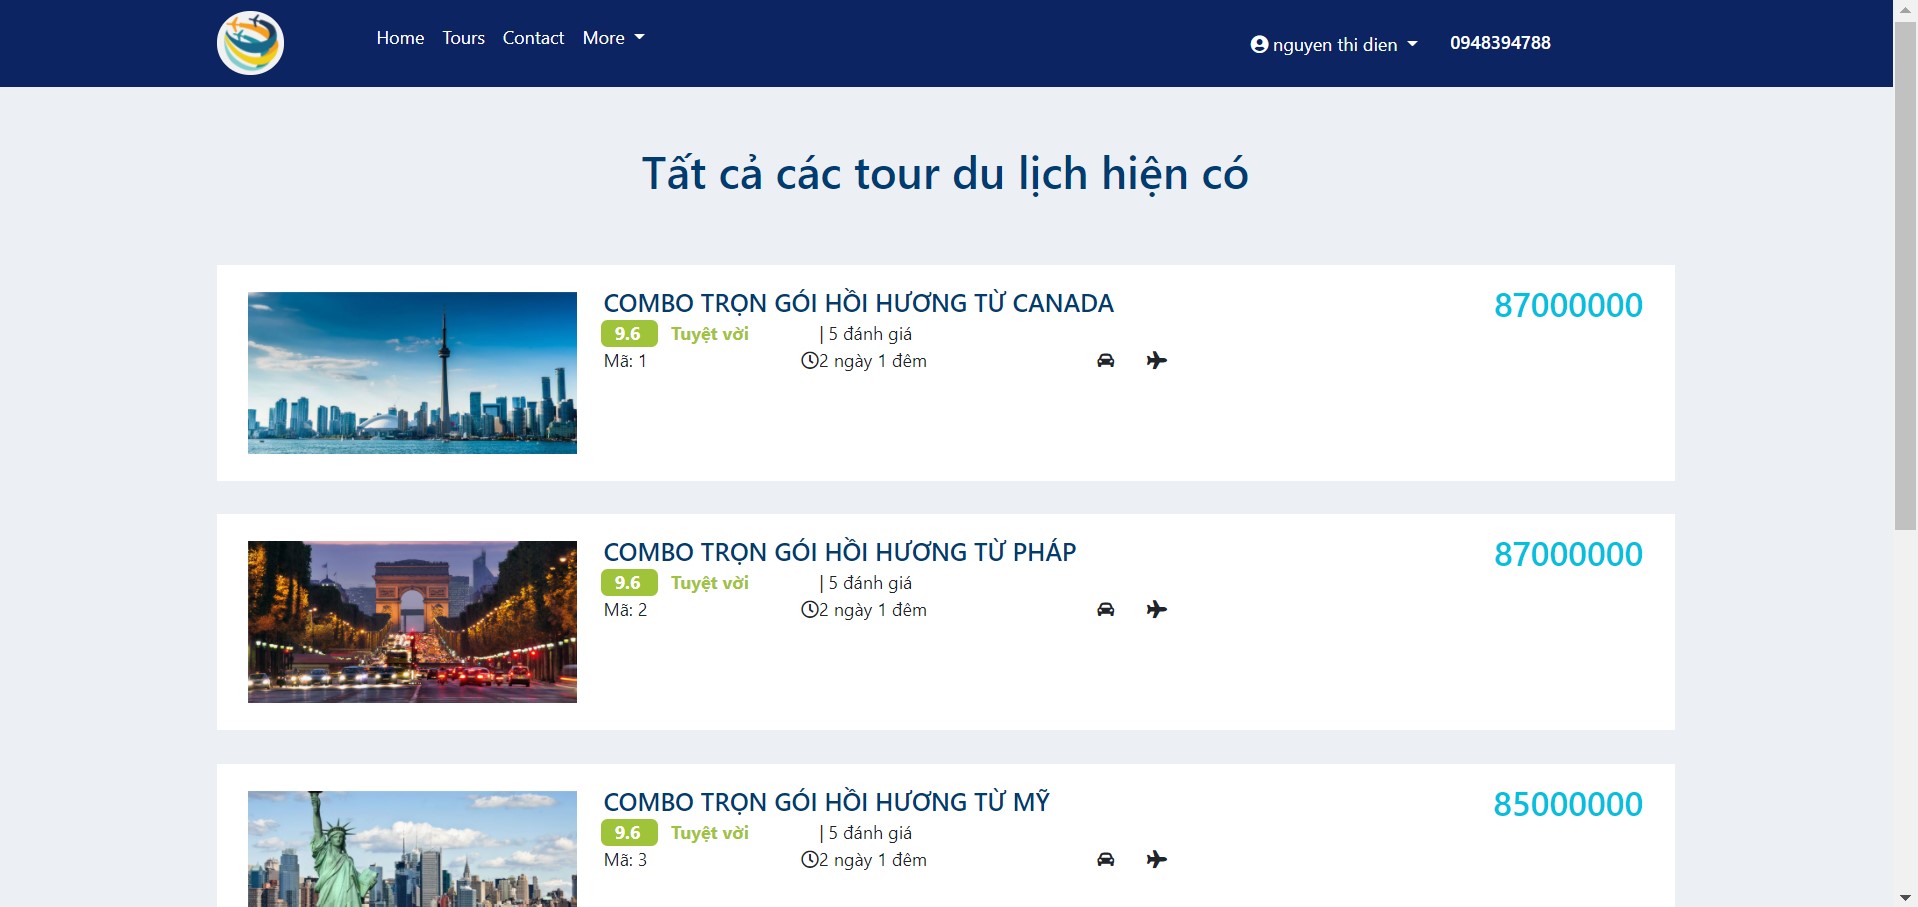 Home Tours Contact More nguyen thi dien 0948394788
Tất cả các tour du lịch hiện có
COMBO TRỌN GÓI HỒI HƯƠNG TỪ CANADA 87000000
9.6 Tuyệt vời | 5 đánh giá
Mã: 1 2 ngày 1 đêm
COMBO TRỌN GÓI HỒI HƯƠNG TỪ PHÁP 87000000
9.6 Tuyệt vời | 5 đánh giá
Mã: 2 2 ngày 1 đêm
COMBO TRỌN GÓI HỒI HƯƠNG TỪ MỸ 85000000
9.6 Tuyệt vời | 5 đánh giá
Mã: 3 2 ngày 1 đêm